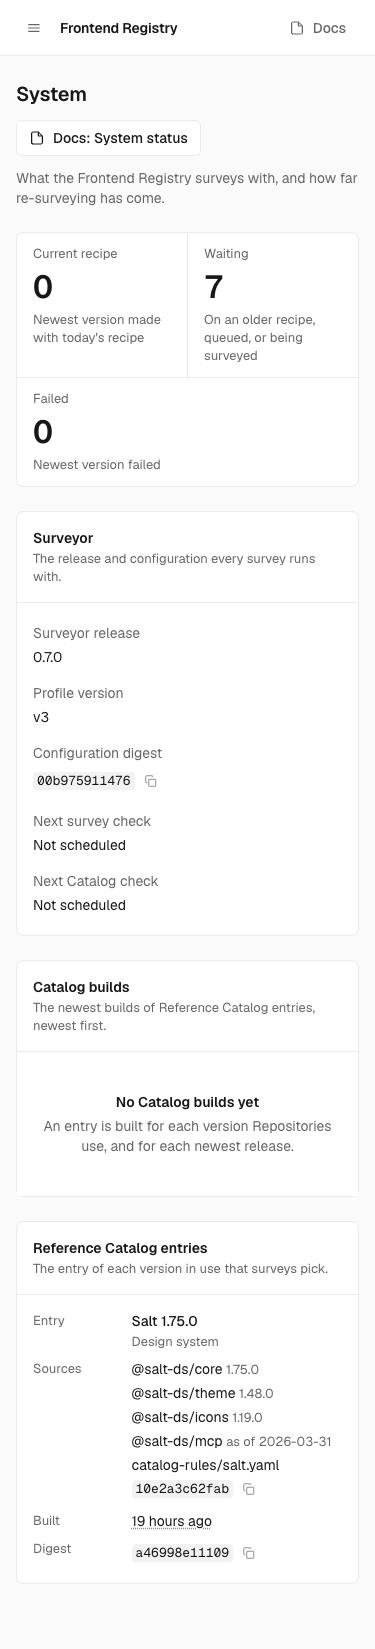 Frontend Registry
Docs
System
Docs: System status
What the Frontend Registry surveys with, and how far
re-surveying has come.
Current recipe
0
Newest version made
with today's recipe
Waiting
7
On an older recipe,
queued, or being
surveyed
Failed
0
Newest version failed
Surveyor
The release and configuration every survey runs
with.
Surveyor release
0.7.0
Profile version
v3
Configuration digest
00b975911476
Next survey check
Not scheduled
Next Catalog check
Not scheduled
Catalog builds
The newest builds of Reference Catalog entries,
newest first.
No Catalog builds yet
An entry is built for each version Repositories
use, and for each newest release.
Reference Catalog entries
The entry of each version in use that surveys pick.
Entry
Salt 1.75.0
Design system
Sources
@salt-ds/core 1.75.0
@salt-ds/theme 1.48.0
@salt-ds/icons 1.19.0
@salt-ds/mcp as of 2026-03-31
catalog-rules/salt.yaml
10e2a3c62fab
Built
19 hours ago
Digest
a46998e11109